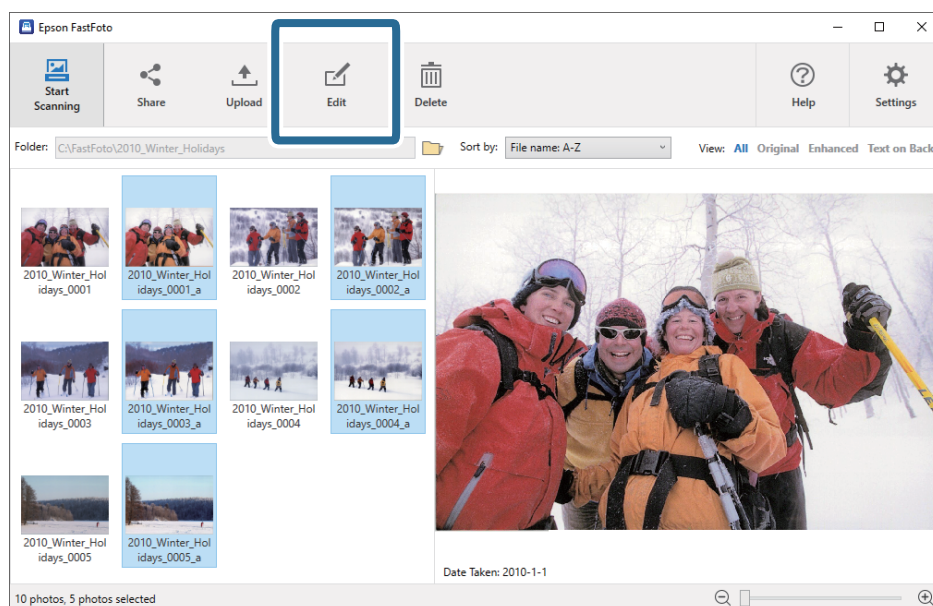 Epson FastFoto
Start
Scanning
Share
Upload
Edit
Delete
Help
Settings
Folder: C:\FastFoto\2010_Winter_Holidays
Sort by: File name: A-Z
View: All Original Enhanced Text on Back
2010_Winter_Hol
idays_0001
2010_Winter_Hol
idays_0001_a
2010_Winter_Hol
idays_0002
2010_Winter_Hol
idays_0002_a
2010_Winter_Hol
idays_0003
2010_Winter_Hol
idays_0003_a
2010_Winter_Hol
idays_0004
2010_Winter_Hol
idays_0004_a
2010_Winter_Hol
idays_0005
2010_Winter_Hol
idays_0005_a
Date Taken: 2010-1-1
10 photos, 5 photos selected